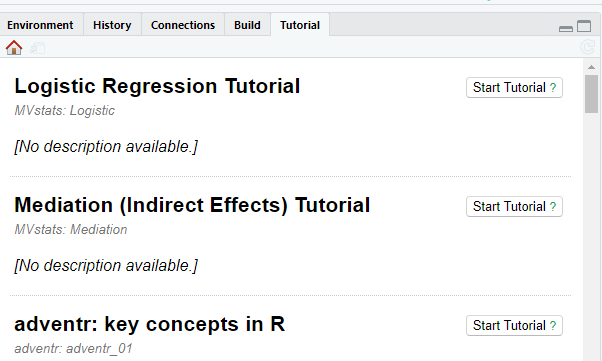 Environment History Connections Build Tutorial
Logistic Regression Tutorial Start Tutorial ?
MVstats: Logistic
[No description available.]
Mediation (Indirect Effects) Tutorial Start Tutorial ?
MVstats: Mediation
[No description available.]
adventr: key concepts in R Start Tutorial ?
adventr: adventr_01